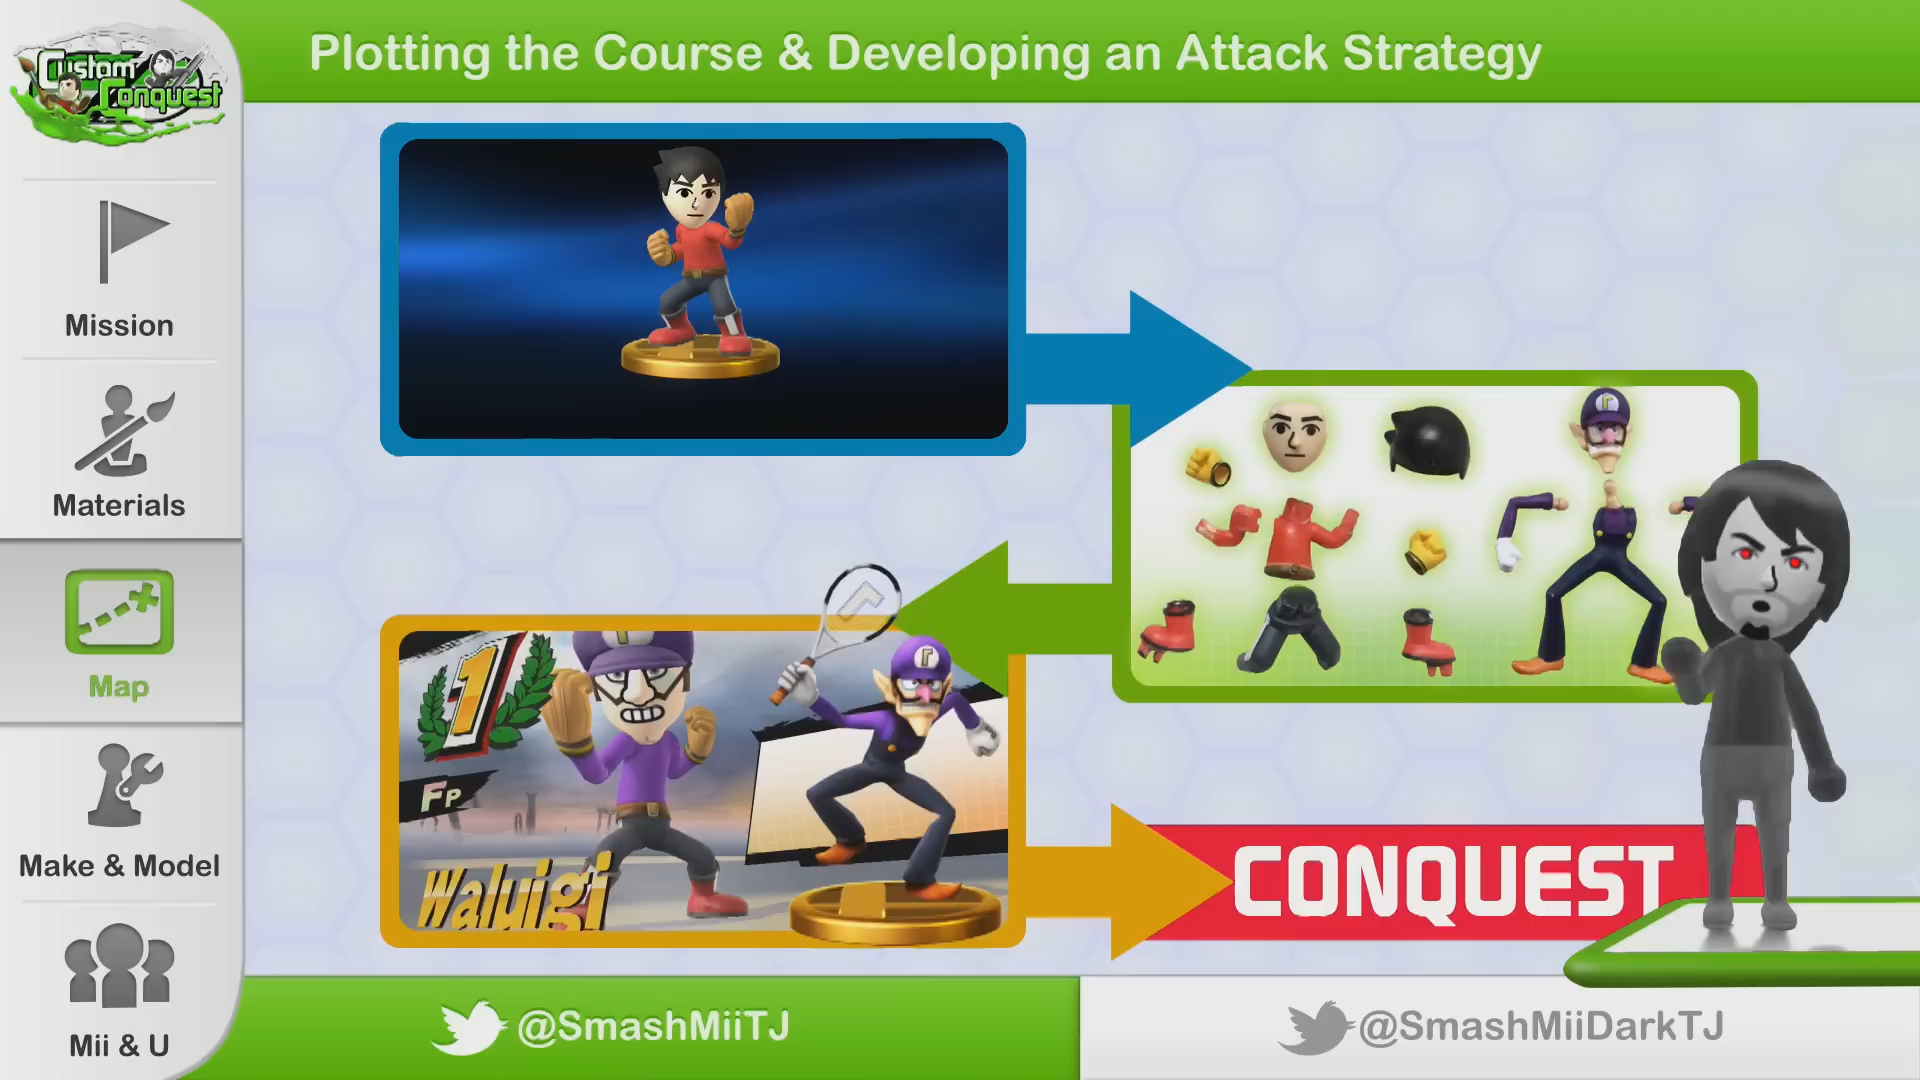 Custom
Conquest
Plotting the Course & Developing an Attack Strategy
Mission
Materials
Map
Make & Model
Mii & U
1
FP
Waluigi
CONQUEST
@SmashMiiTJ
@SmashMiiDarkTJ